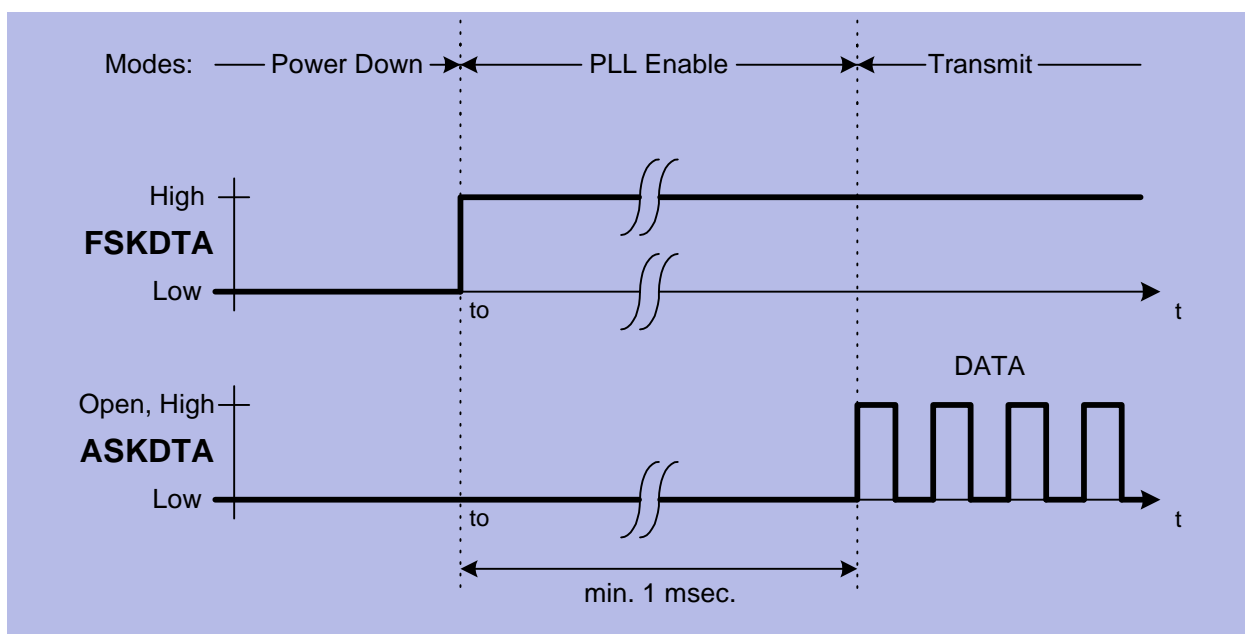 Modes: Power Down PLL Enable Transmit
High
FSKDTA
Low
to
t
DATA
Open, High
ASKDTA
Low
to
t
min. 1 msec.